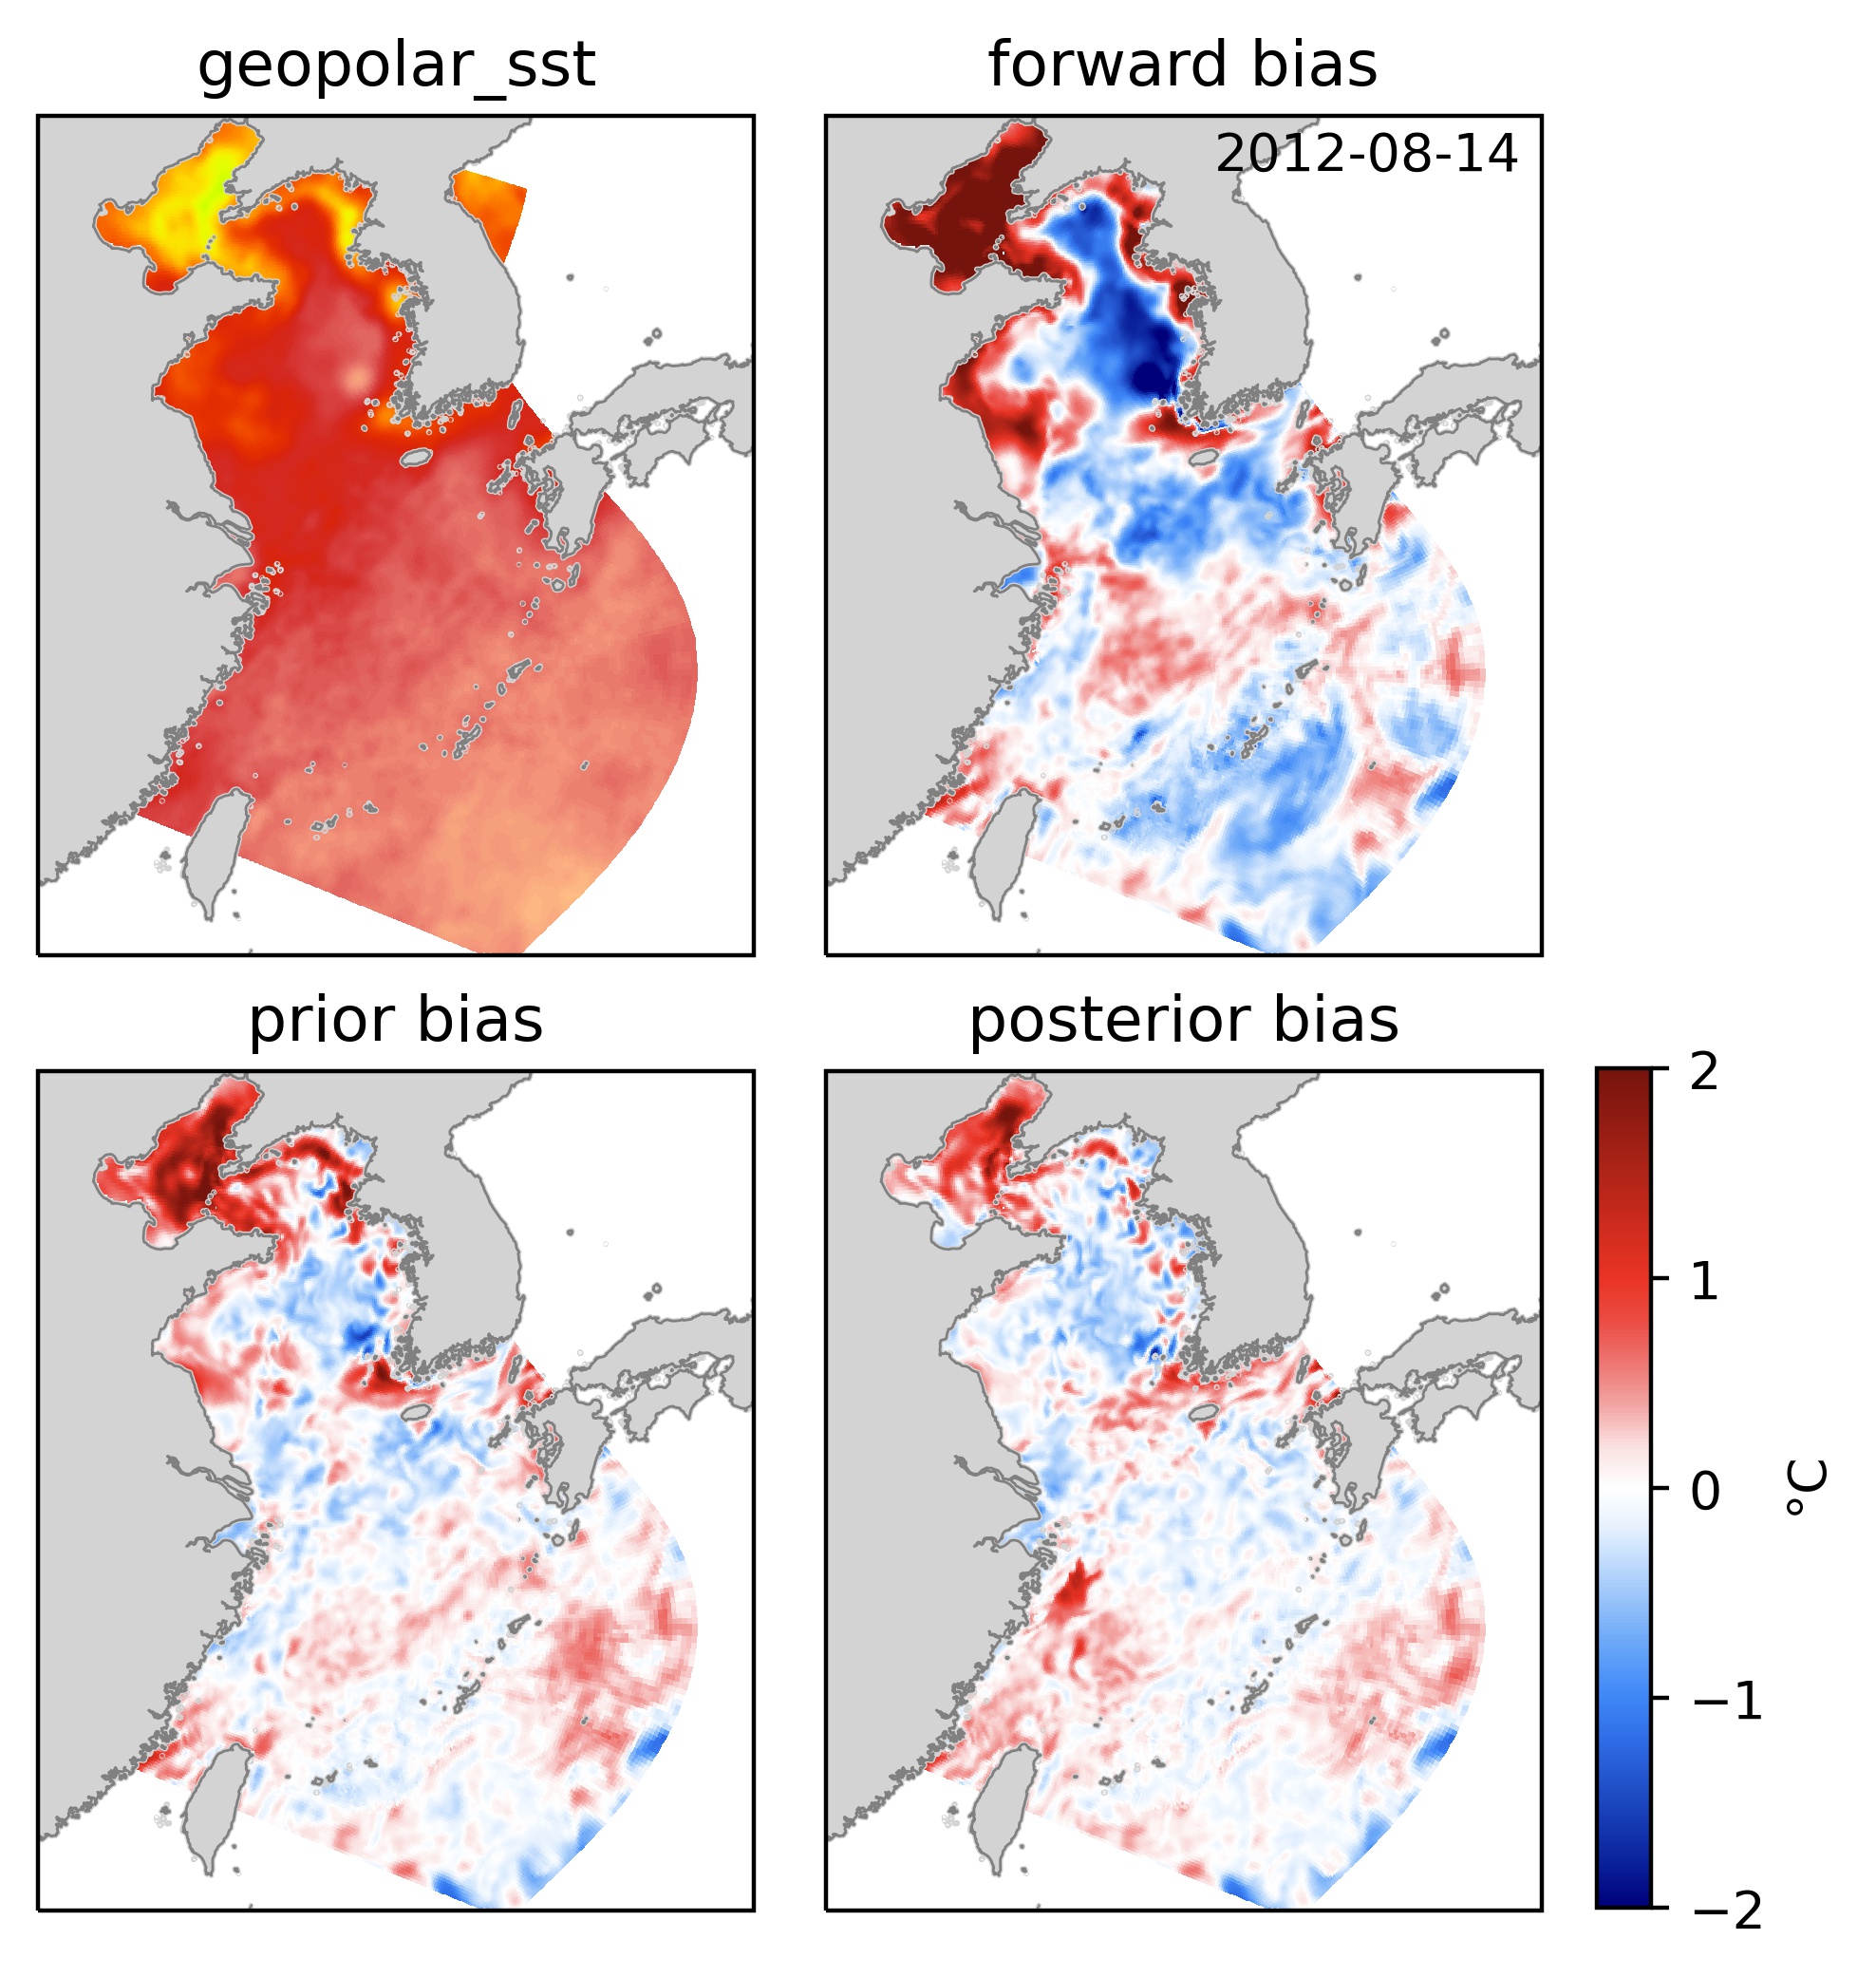 geopolar_sst
forward bias
2012-08-14
prior bias
posterior bias
2
1
0
−1
−2
°C